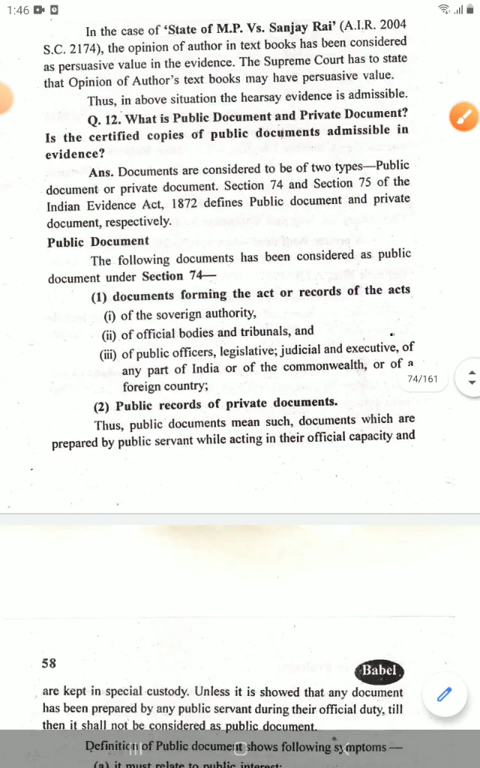 1:46
In the case of 'State of M.P. Vs. Sanjay Rai' (A.I.R. 2004
S.C. 2174), the opinion of author in text books has been considered
as persuasive value in the evidence. The Supreme Court has to state
that Opinion of Author's text books may have persuasive value.
Thus, in above situation the hearsay evidence is admissible.
Q. 12. What is Public Document and Private Document?
Is the certified copies of public documents admissible in
evidence?
Ans. Documents are considered to be of two types—Public
document or private document. Section 74 and Section 75 of the
Indian Evidence Act, 1872 defines Public document and private
document, respectively.
Public Document
The following documents has been considered as public
document under Section 74—
(1) documents forming the act or records of the acts
(i) of the soverign authority,
(ii) of official bodies and tribunals, and
(iii) of public officers, legislative; judicial and executive, of
any part of India or of the commonwealth, or of a
foreign country;
74/161
(2) Public records of private documents.
Thus, public documents mean such, documents which are
prepared by public servant while acting in their official capacity and
58
Babel
are kept in special custody. Unless it is showed that any document
has been prepared by any public servant during their official duty, till
then it shall not be considered as public document.
Definition of Public document shows following symptoms —
(a) it must relate to public interest;